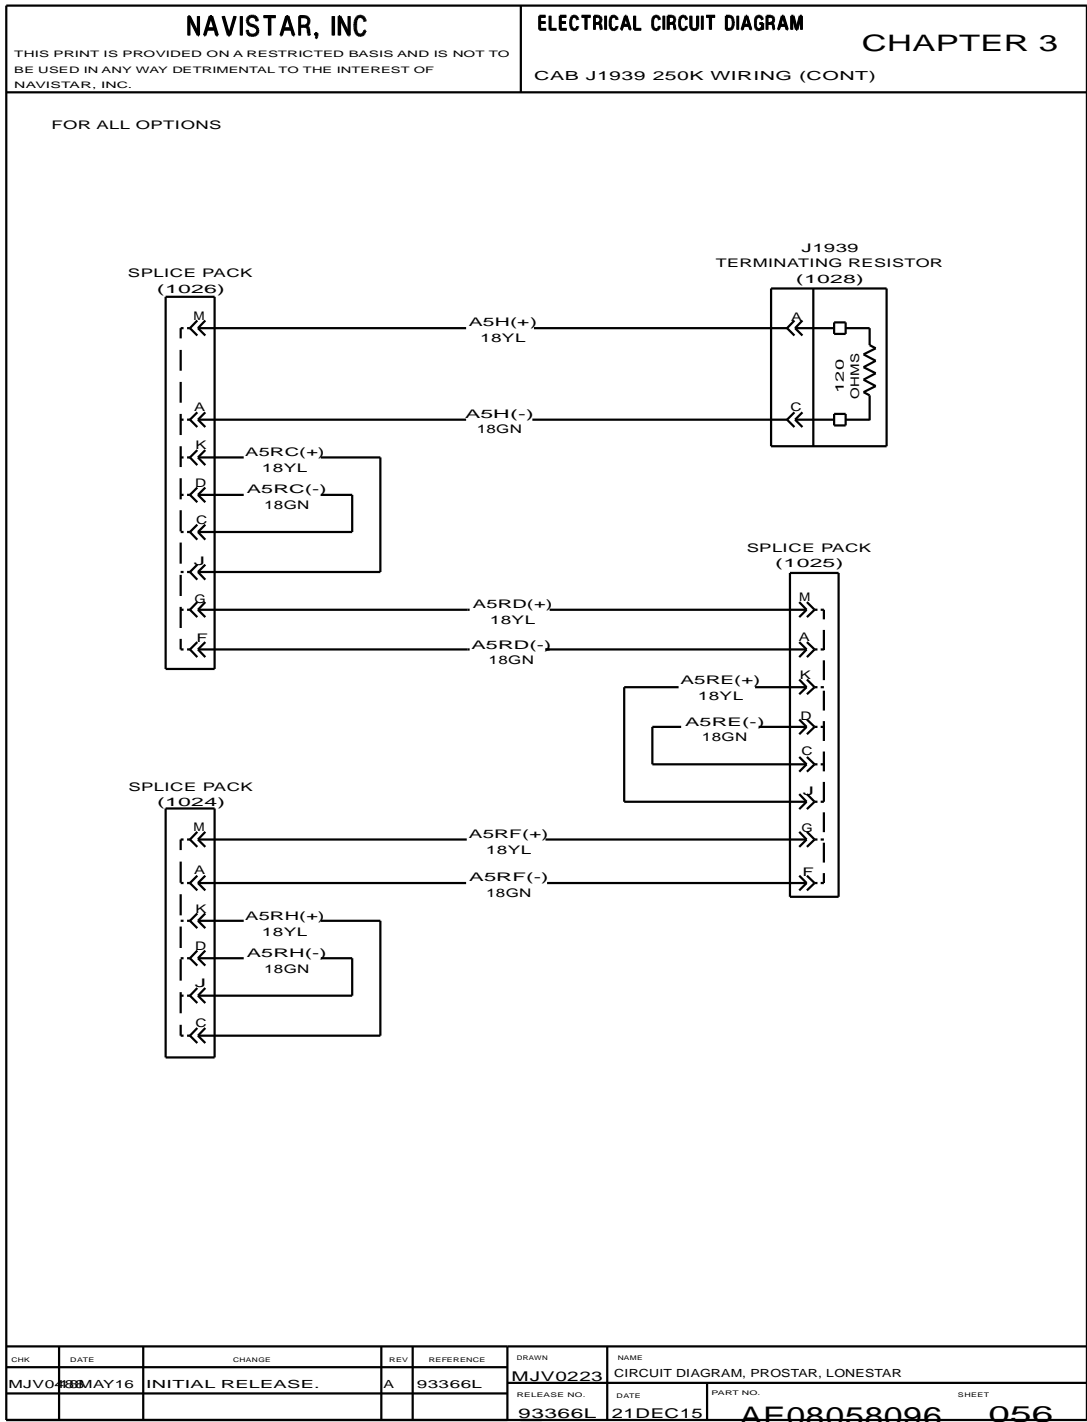 NAVISTAR, INC
THIS PRINT IS PROVIDED ON A RESTRICTED BASIS AND IS NOT TO
BE USED IN ANY WAY DETRIMENTAL TO THE INTEREST OF
NAVISTAR, INC.
ELECTRICAL CIRCUIT DIAGRAM
CHAPTER 3
CAB J1939 250K WIRING (CONT)
FOR ALL OPTIONS
J1939
TERMINATING RESISTOR
(1028)
SPLICE PACK
(1026)
M
A5H(+)
18YL
A
120
OHMS
A
A5H(-)
18GN
C
K
A5RC(+)
18YL
D
A5RC(-)
18GN
C
J
SPLICE PACK
(1025)
G
A5RD(+)
18YL
M
F
A5RD(-)
18GN
A
A5RE(+)
18YL
K
A5RE(-)
18GN
D
C
J
SPLICE PACK
(1024)
M
A5RF(+)
18YL
G
A
A5RF(-)
18GN
F
K
A5RH(+)
18YL
D
A5RH(-)
18GN
J
C
CHK DATE CHANGE REV REFERENCE
INITIAL RELEASE. A 93366L
DRAWN
MJV0223
NAME
CIRCUIT DIAGRAM, PROSTAR, LONESTAR
RELEASE NO.
93366L
DATE
21DEC15
PART NO.
AE08058096
SHEET
056